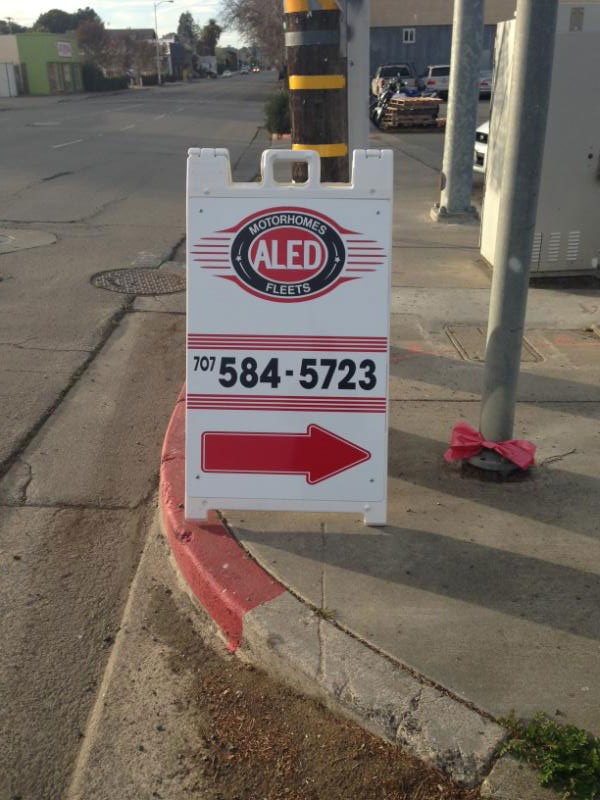 MOTORHOMES
ALED
FLEETS
707 584-5723